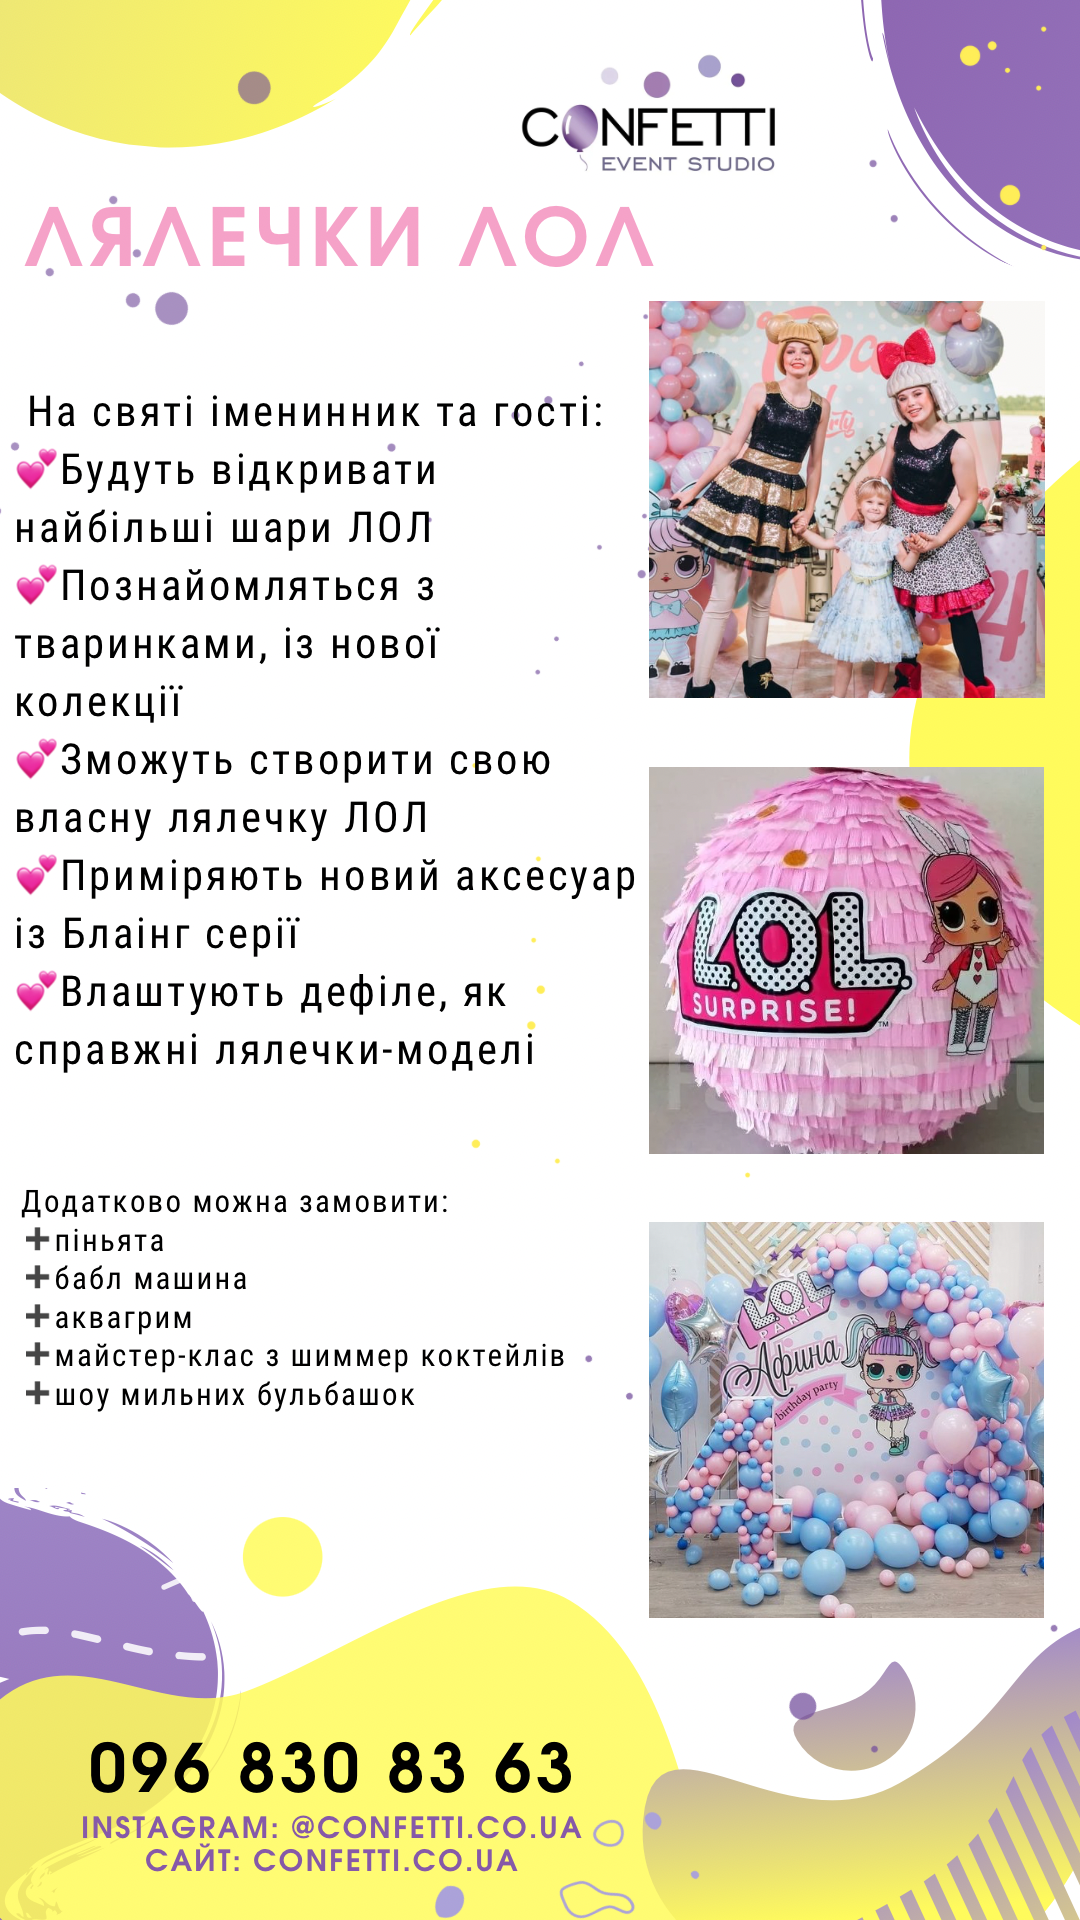 CONFETTI
EVENT STUDIO
ЛЯЛЕЧКИ ЛОЛ
На святі іменинник та гості:
💕Будуть відкривати
найбільші шари ЛОЛ
💕Познайомляться з
тваринками, із нової
колекції
💕Зможуть створити свою
власну лялечку ЛОЛ
💕Приміряють новий аксесуар
із Блаінг серії
💕Влаштують дефіле, як
справжні лялечки-моделі
Додатково можна замовити:
➕піньята
➕бабл машина
➕аквагрим
➕майстер-клас з шиммер коктейлів
➕шоу мильних бульбашок
4
L.O.L.
SURPRISE!™
L.O.L
PARTY
Афина
birthday party
4
096 830 83 63
INSTAGRAM: @CONFETTI.CO.UA
САЙТ: CONFETTI.CO.UA